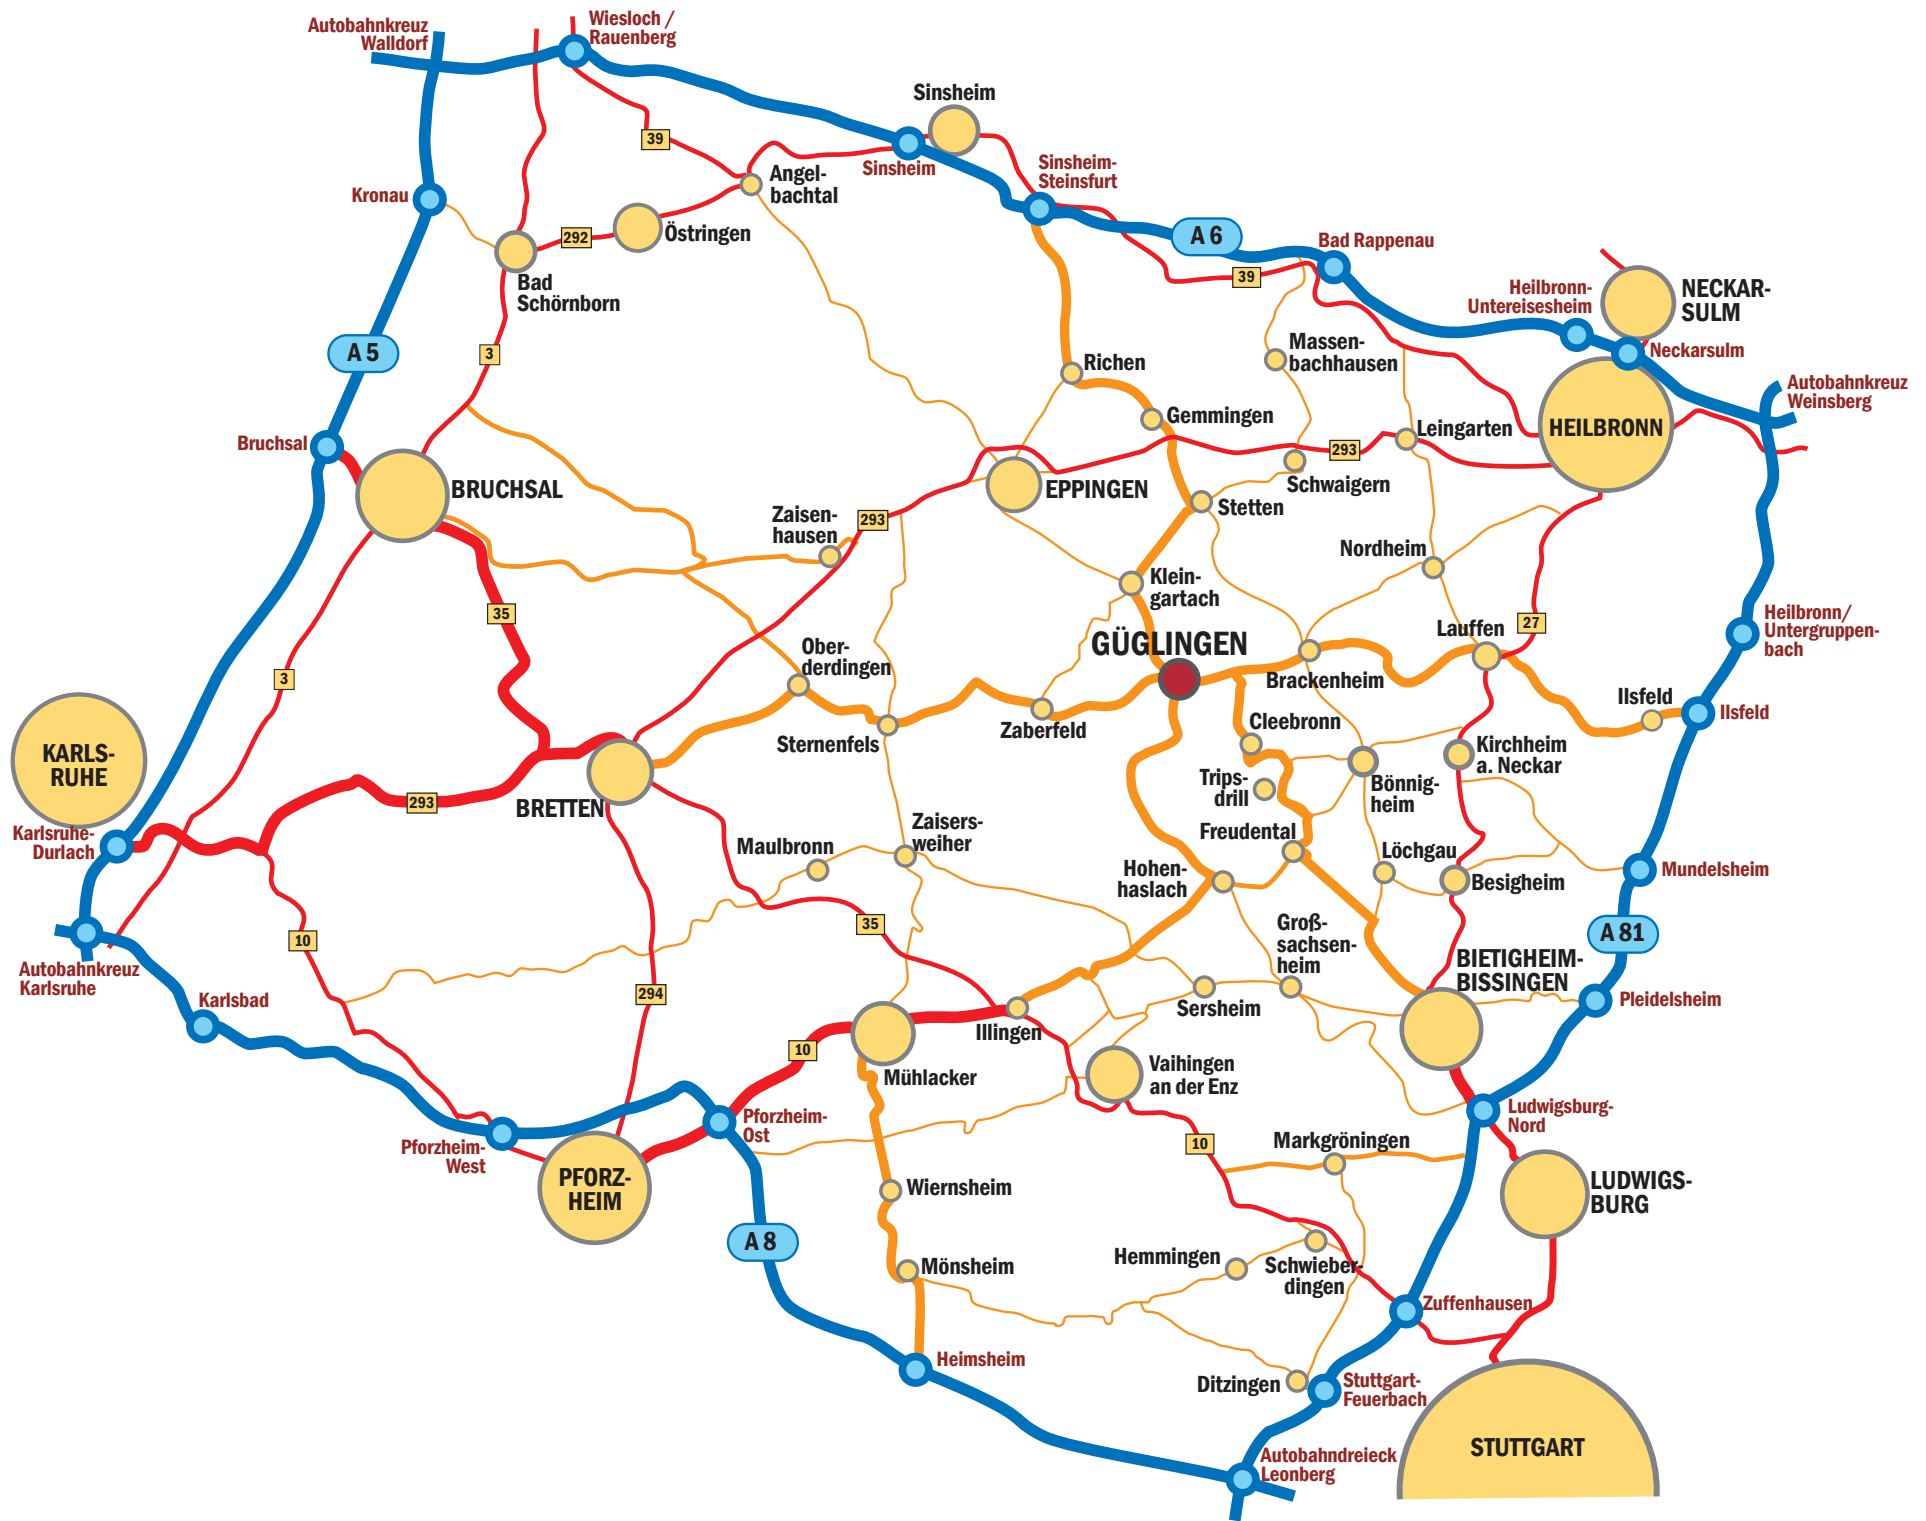 Autobahnkreuz
Walldorf
Wiesloch /
Rauenberg
Sinsheim
39
Angel-
bachtal
Sinsheim
Sinsheim-
Steinsfurt
Kronau
292
Östringen
A 6
Bad Rappenau
39
Bad
Schörnborn
Heilbronn-
Untereisesheim
NECKAR-
SULM
A 5
3
Massen-
bachhausen
Neckarsulm
Richen
Autobahnkreuz
Weinsberg
Gemmingen
Leingarten
HEILBRONN
Bruchsal
293
BRUCHSAL
EPPINGEN
Schwaigern
Stetten
Zaisen-
hausen
293
Nordheim
Klein-
gartach
35
27
Heilbronn/
Untergruppen-
bach
GÜGLINGEN
Lauffen
Ober-
derdingen
3
Brackenheim
Ilsfeld
Ilsfeld
Zaberfeld
Cleebronn
Sternenfels
KARLS-
RUHE
Kirchheim
a. Neckar
Trips-
drill
Bönnig-
heim
293
BRETTEN
Karlsruhe-
Durlach
Zaisers-
weiher
Freudental
Maulbronn
Löchgau
Hohen-
haslach
Besigheim
Mundelsheim
35
Groß-
sachsen-
heim
A 81
10
Autobahnkreuz
Karlsruhe
BIETIGHEIM-
BISSINGEN
294
Karlsbad
Sersheim
Pleidelsheim
Illingen
10
Mühlacker
Vaihingen
an der Enz
Pforzheim-
Ost
Ludwigsburg-
Nord
Pforzheim-
West
10
Markgröningen
PFORZ-
HEIM
Wiernsheim
LUDWIGS-
BURG
A 8
Mönsheim
Hemmingen
Schwieber-
dingen
Zuffenhausen
Heimsheim
Ditzingen
Stuttgart-
Feuerbach
STUTTGART
Autobahndreieck
Leonberg